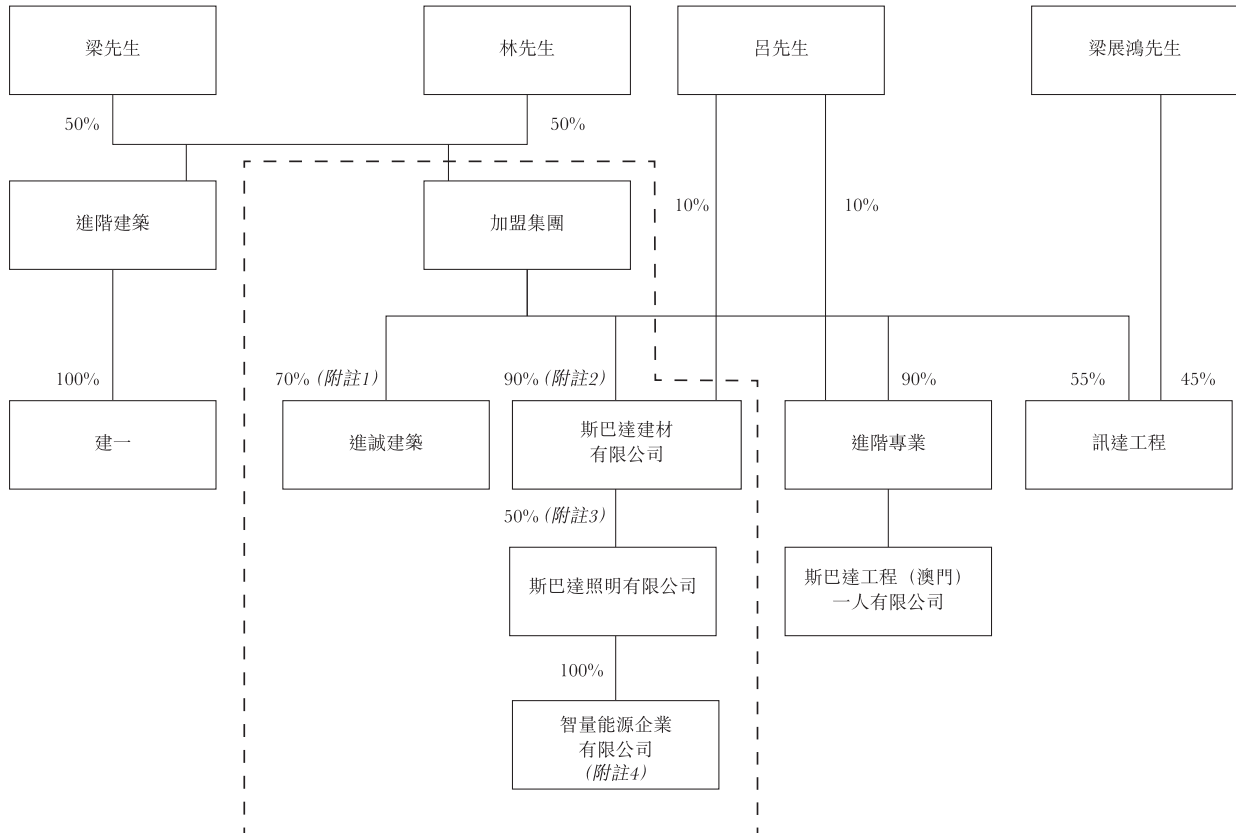 梁先生
林先生
呂先生
梁展鴻先生
50%
50%
進階建築
加盟集團
10%
10%
100%
70% (附註1)
90% (附註2)
90%
55%
45%
建一
進誠建築
斯巴達建材
有限公司
進階專業
訊達工程
50% (附註3)
斯巴達照明有限公司
斯巴達工程（澳門）
一人有限公司
100%
智量能源企業
有限公司
(附註4)